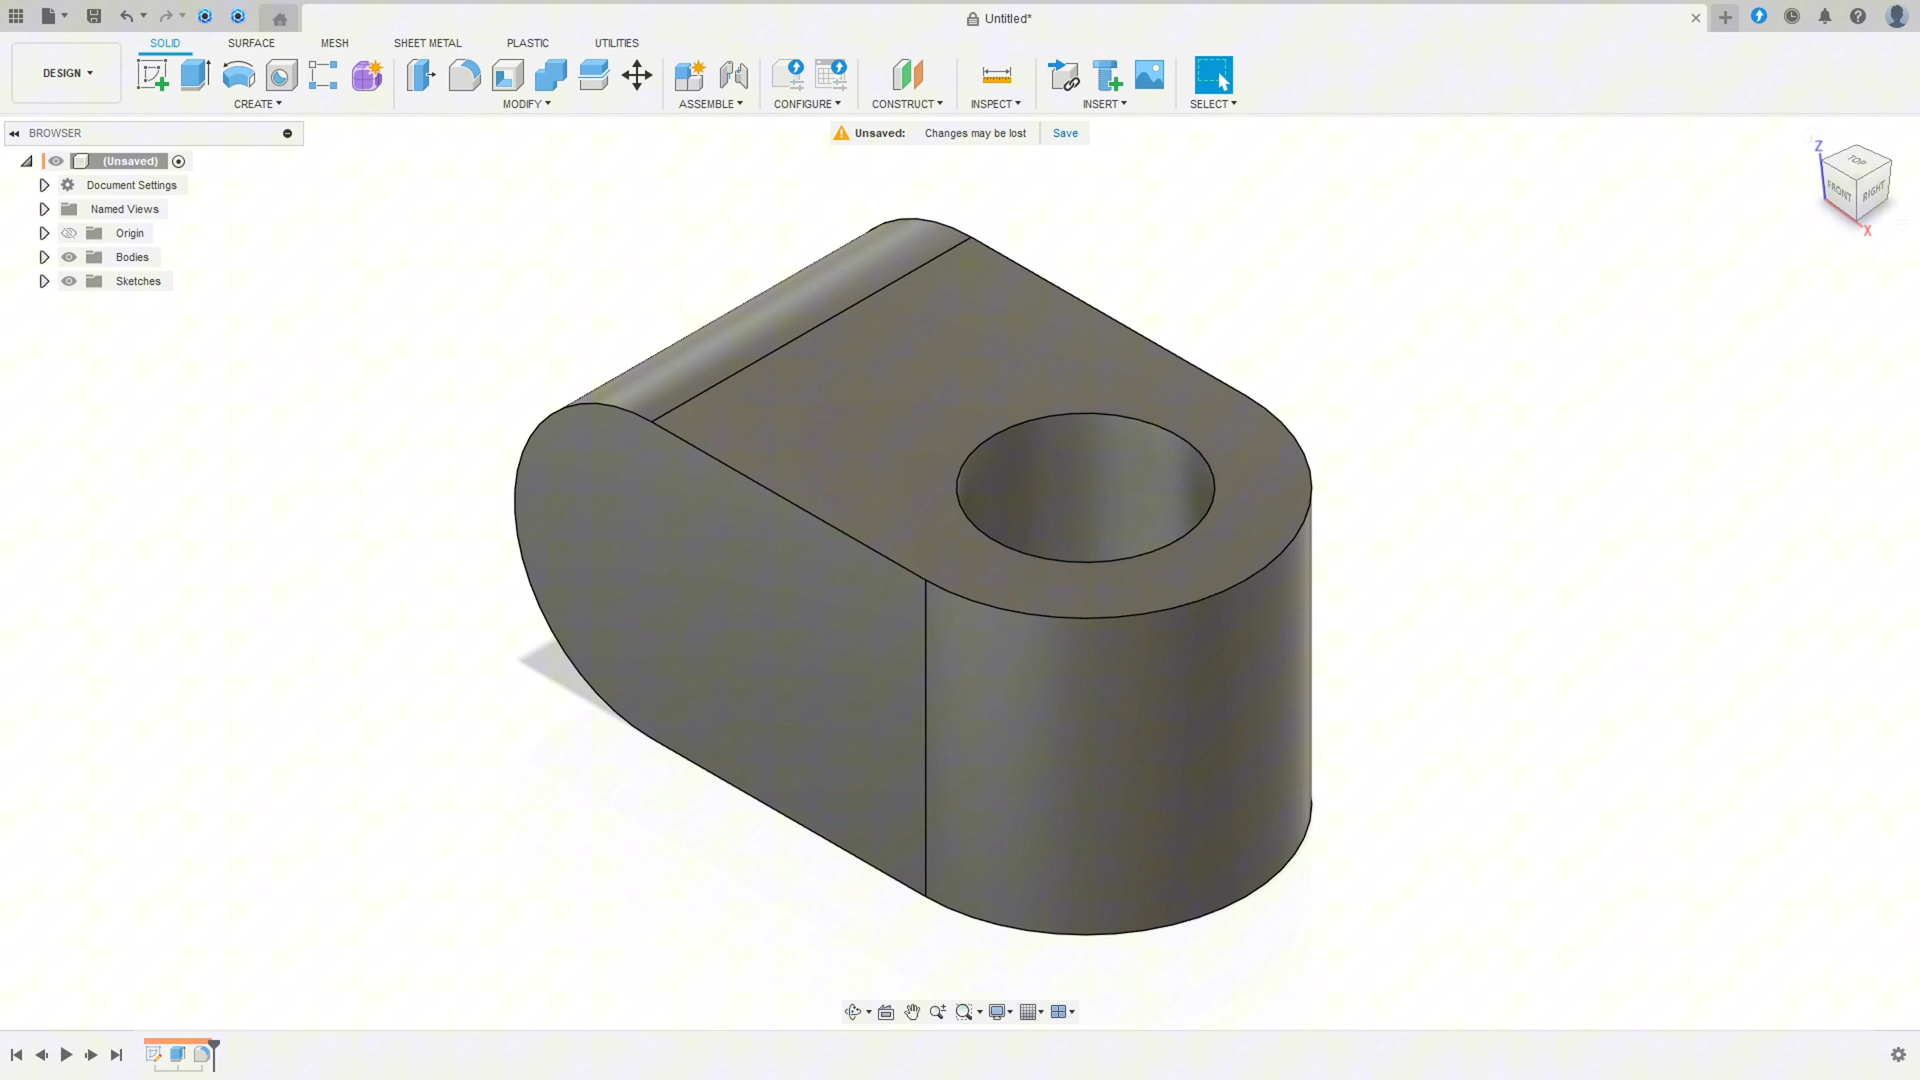 Untitled*
SOLID SURFACE MESH SHEET METAL PLASTIC UTILITIES
DESIGN
CREATE MODIFY ASSEMBLE CONFIGURE CONSTRUCT INSPECT INSERT SELECT
BROWSER
Unsaved: Changes may be lost Save
(Unsaved)
Document Settings
Named Views
Origin
Bodies
Sketches
Z
TOP
FRONT RIGHT
X